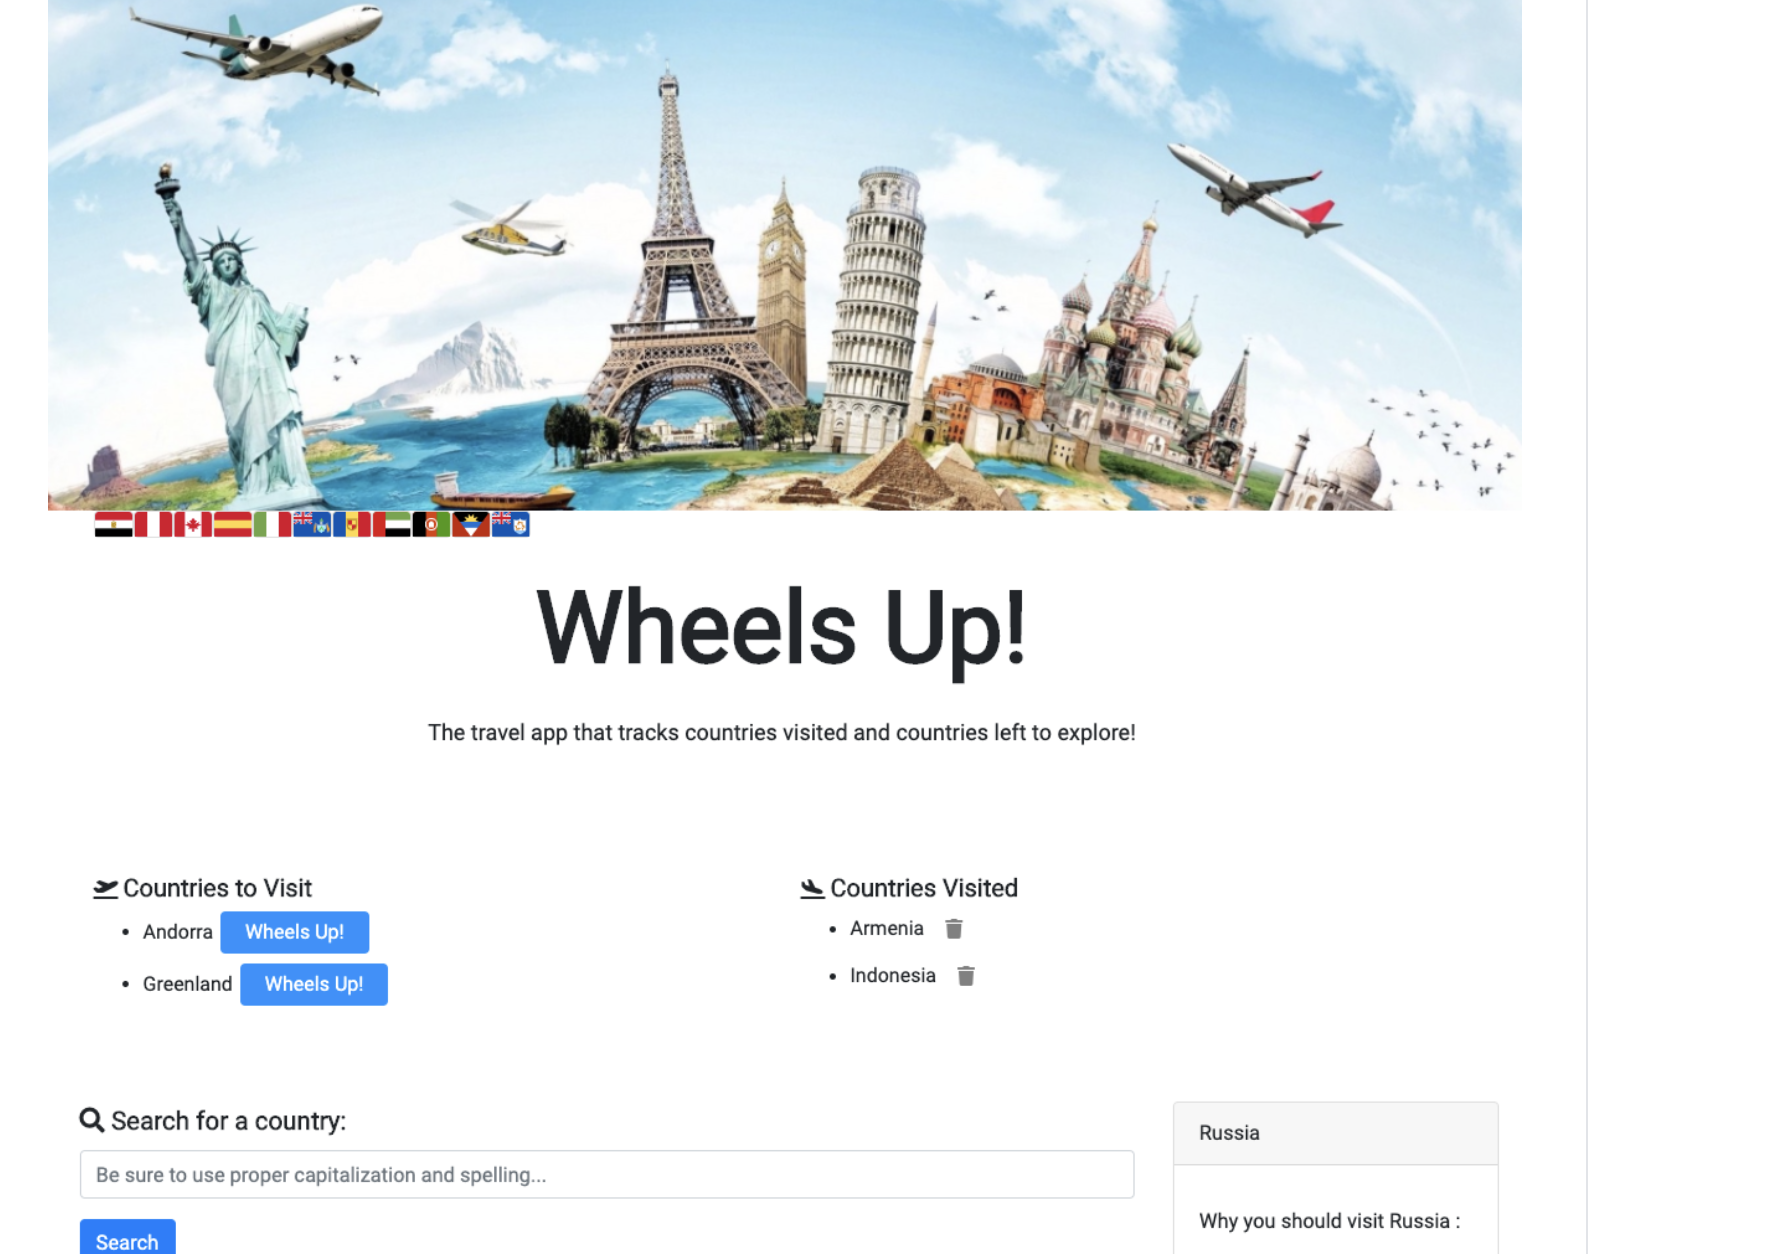 Wheels Up!
The travel app that tracks countries visited and countries left to explore!
Countries to Visit
Andorra Wheels Up!
Greenland Wheels Up!
Countries Visited
Armenia
Indonesia
Search for a country:
Be sure to use proper capitalization and spelling...
Search
Russia
Why you should visit Russia :